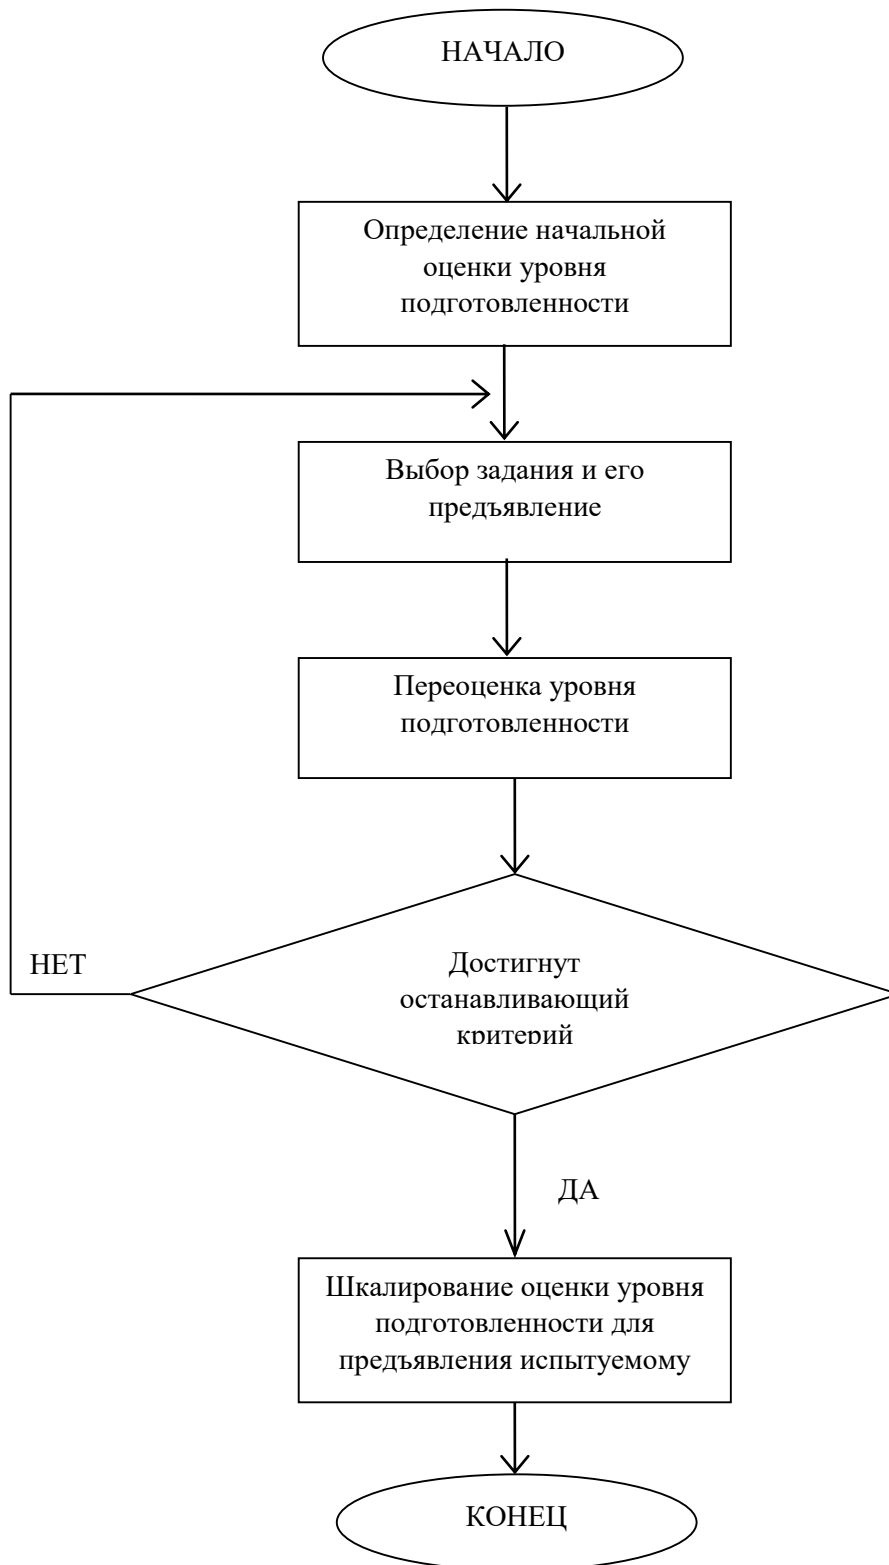 НАЧАЛО
Определение начальной
оценки уровня
подготовленности
Выбор задания и его
предъявление
Переоценка уровня
подготовленности
НЕТ
Достигнут
останавливающий
критерий
ДА
Шкалирование оценки уровня
подготовленности для
предъявления испытуемому
КОНЕЦ